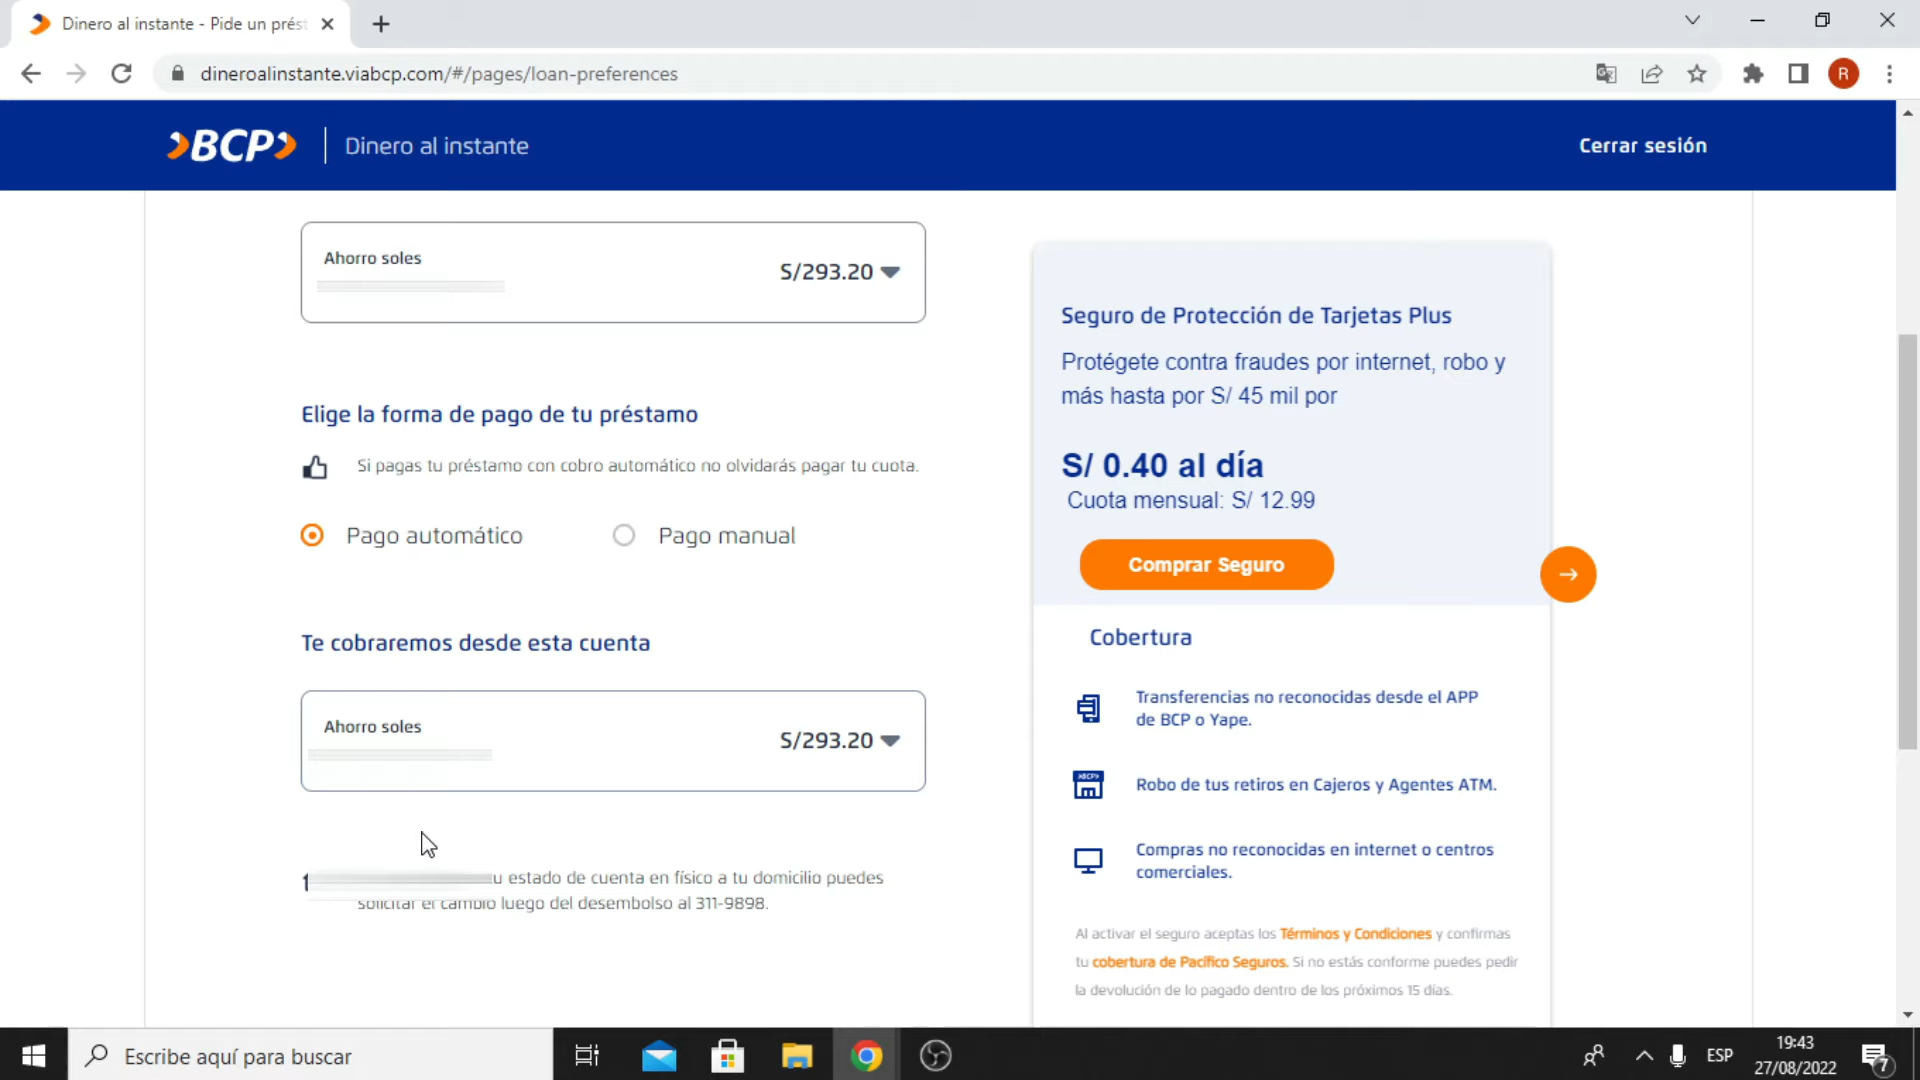 Dinero al instante - Pide un prést
dineroalinstante.viabcp.com/#/pages/loan-preferences
R
BCP
Dinero al instante
Cerrar sesión
Ahorro soles
S/293.20
Elige la forma de pago de tu préstamo
Si pagas tu préstamo con cobro automático no olvidarás pagar tu cuota.
Pago automático
Pago manual
Te cobraremos desde esta cuenta
Ahorro soles
S/293.20
u estado de cuenta en físico a tu domicilio puedes
solicitar el cambio luego del desembolso al 311-9898.
Seguro de Protección de Tarjetas Plus
Protégete contra fraudes por internet, robo y
más hasta por S/ 45 mil por
S/ 0.40 al día
Cuota mensual: S/ 12.99
Comprar Seguro
Cobertura
Transferencias no reconocidas desde el APP
de BCP o Yape.
BCP
Robo de tus retiros en Cajeros y Agentes ATM.
Compras no reconocidas en internet o centros
comerciales.
Al activar el seguro aceptas los Términos y Condiciones y confirmas
tu cobertura de Pacífico Seguros. Si no estás conforme puedes pedir
la devolución de lo pagado dentro de los próximos 15 días.
Escribe aquí para buscar
ESP
19:43
27/08/2022
7